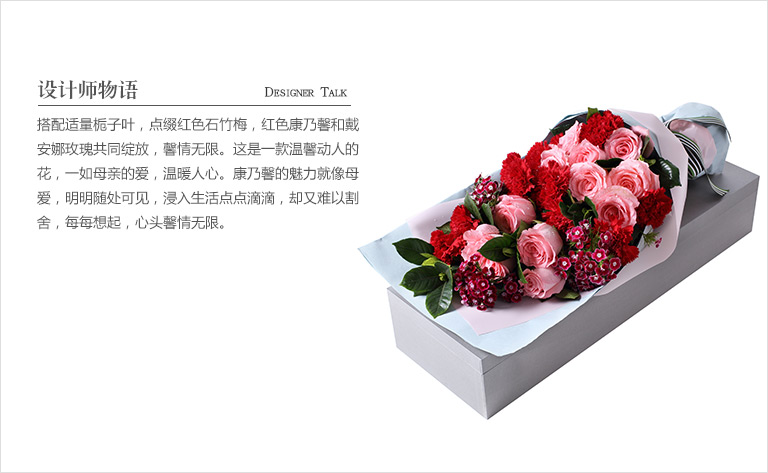 设计师物语 DESIGNER TALK
搭配适量栀子叶，点缀红色石竹梅，红色康乃馨和戴
安娜玫瑰共同绽放，馨情无限。这是一款温馨动人的
花，一如母亲的爱，温暖人心。康乃馨的魅力就像母
爱，明明随处可见，浸入生活点点滴滴，却又难以割
舍，每每想起，心头馨情无限。